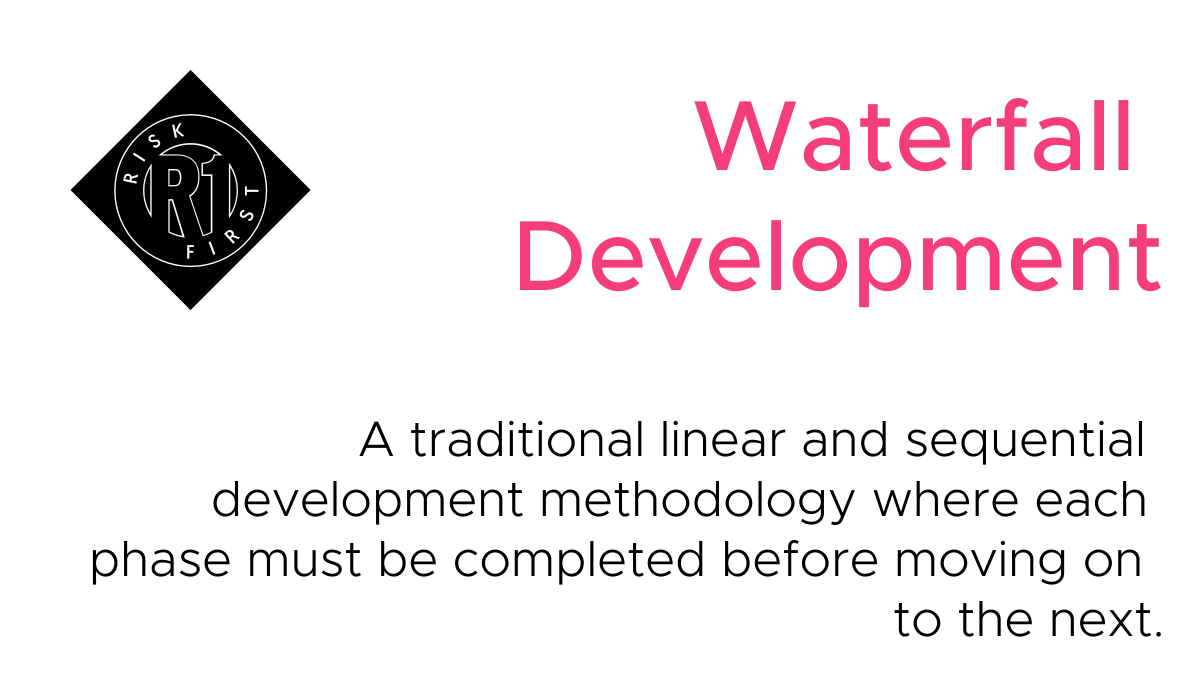 RISK
R1
FIRST
Waterfall
Development
A traditional linear and sequential
development methodology where each
phase must be completed before moving on
to the next.